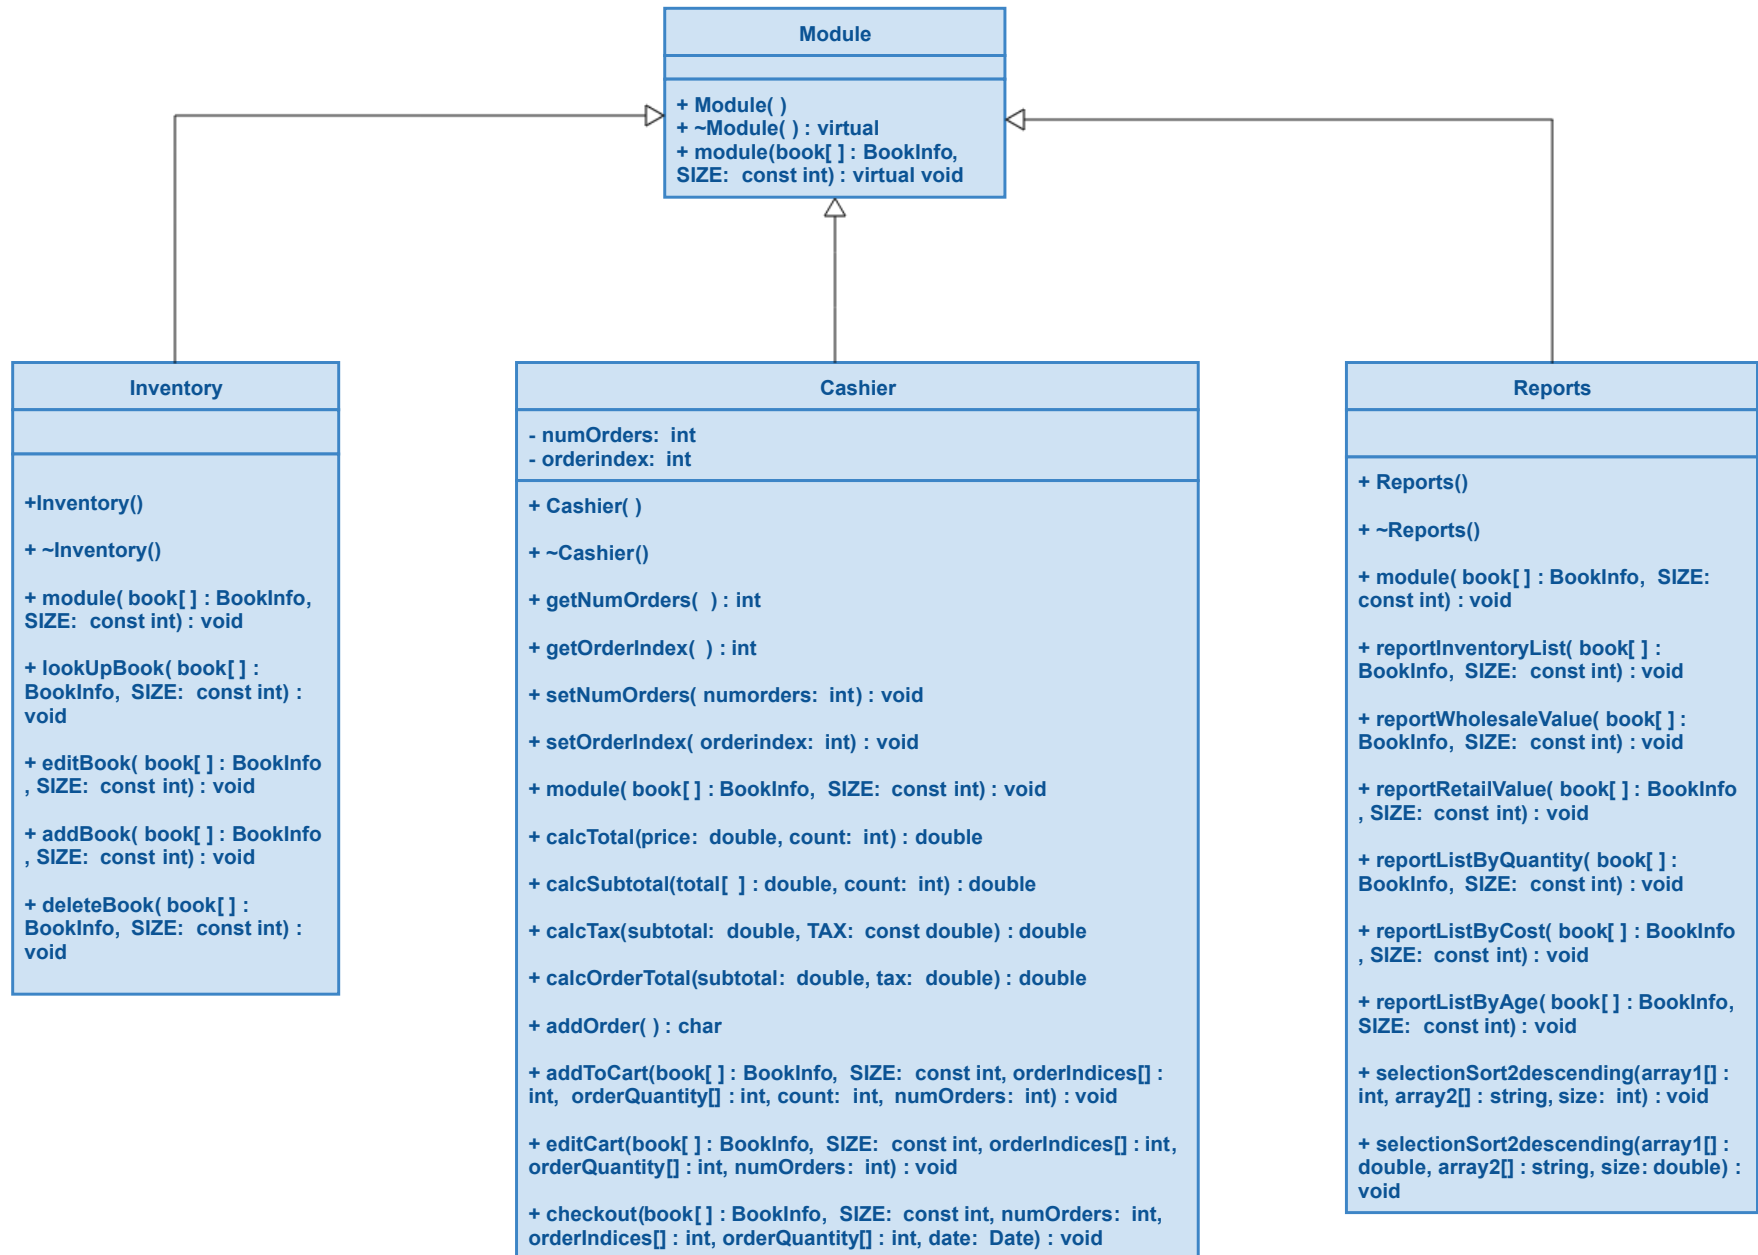 Module
+ Module( )
+ ~Module( ) : virtual
+ module(book[ ] : BookInfo,
SIZE: const int) : virtual void
Inventory
+Inventory()
+ ~Inventory()
+ module( book[ ] : BookInfo,
SIZE: const int) : void
+ lookUpBook( book[ ] :
BookInfo, SIZE: const int) :
void
+ editBook( book[ ] : BookInfo
, SIZE: const int) : void
+ addBook( book[ ] : BookInfo
, SIZE: const int) : void
+ deleteBook( book[ ] :
BookInfo, SIZE: const int) :
void
Cashier
- numOrders: int
- orderindex: int
+ Cashier( )
+ ~Cashier()
+ getNumOrders( ) : int
+ getOrderIndex( ) : int
+ setNumOrders( numorders: int) : void
+ setOrderIndex( orderindex: int) : void
+ module( book[ ] : BookInfo, SIZE: const int) : void
+ calcTotal(price: double, count: int) : double
+ calcSubtotal(total[ ] : double, count: int) : double
+ calcTax(subtotal: double, TAX: const double) : double
+ calcOrderTotal(subtotal: double, tax: double) : double
+ addOrder( ) : char
+ addToCart(book[ ] : BookInfo, SIZE: const int, orderIndices[] :
int, orderQuantity[] : int, count: int, numOrders: int) : void
+ editCart(book[ ] : BookInfo, SIZE: const int, orderIndices[] : int,
orderQuantity[] : int, numOrders: int) : void
+ checkout(book[ ] : BookInfo, SIZE: const int, numOrders: int,
orderIndices[] : int, orderQuantity[] : int, date: Date) : void
Reports
+ Reports()
+ ~Reports()
+ module( book[ ] : BookInfo, SIZE:
const int) : void
+ reportInventoryList( book[ ] :
BookInfo, SIZE: const int) : void
+ reportWholesaleValue( book[ ] :
BookInfo, SIZE: const int) : void
+ reportRetailValue( book[ ] : BookInfo
, SIZE: const int) : void
+ reportListByQuantity( book[ ] :
BookInfo, SIZE: const int) : void
+ reportListByCost( book[ ] : BookInfo
, SIZE: const int) : void
+ reportListByAge( book[ ] : BookInfo,
SIZE: const int) : void
+ selectionSort2descending(array1[] :
int, array2[] : string, size: int) : void
+ selectionSort2descending(array1[] :
double, array2[] : string, size: double) :
void